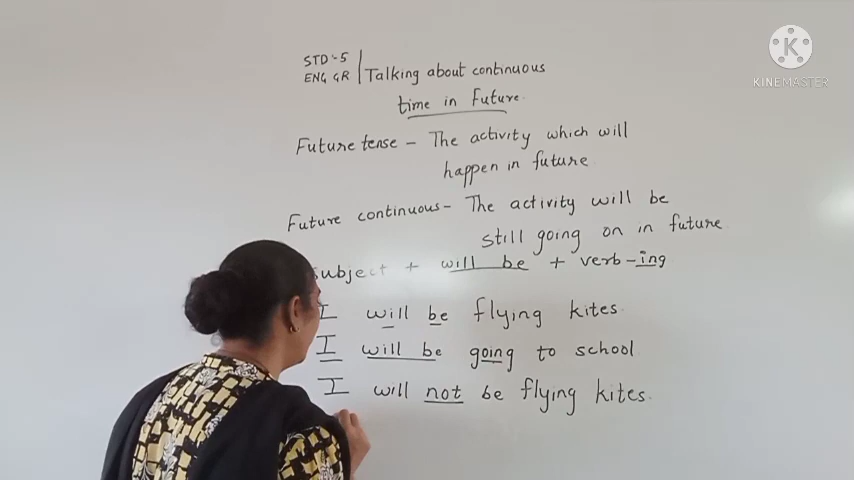 STD :- 5
ENG GR
Talking about continuous
time in Future.
Future tense - The activity which will
happen in future
Future continuous - The activity will be
still going on in future
subject + will be + verb - ing
I will be flying kites.
I will be going to school
I will not be flying kites.
K
KINEMASTER